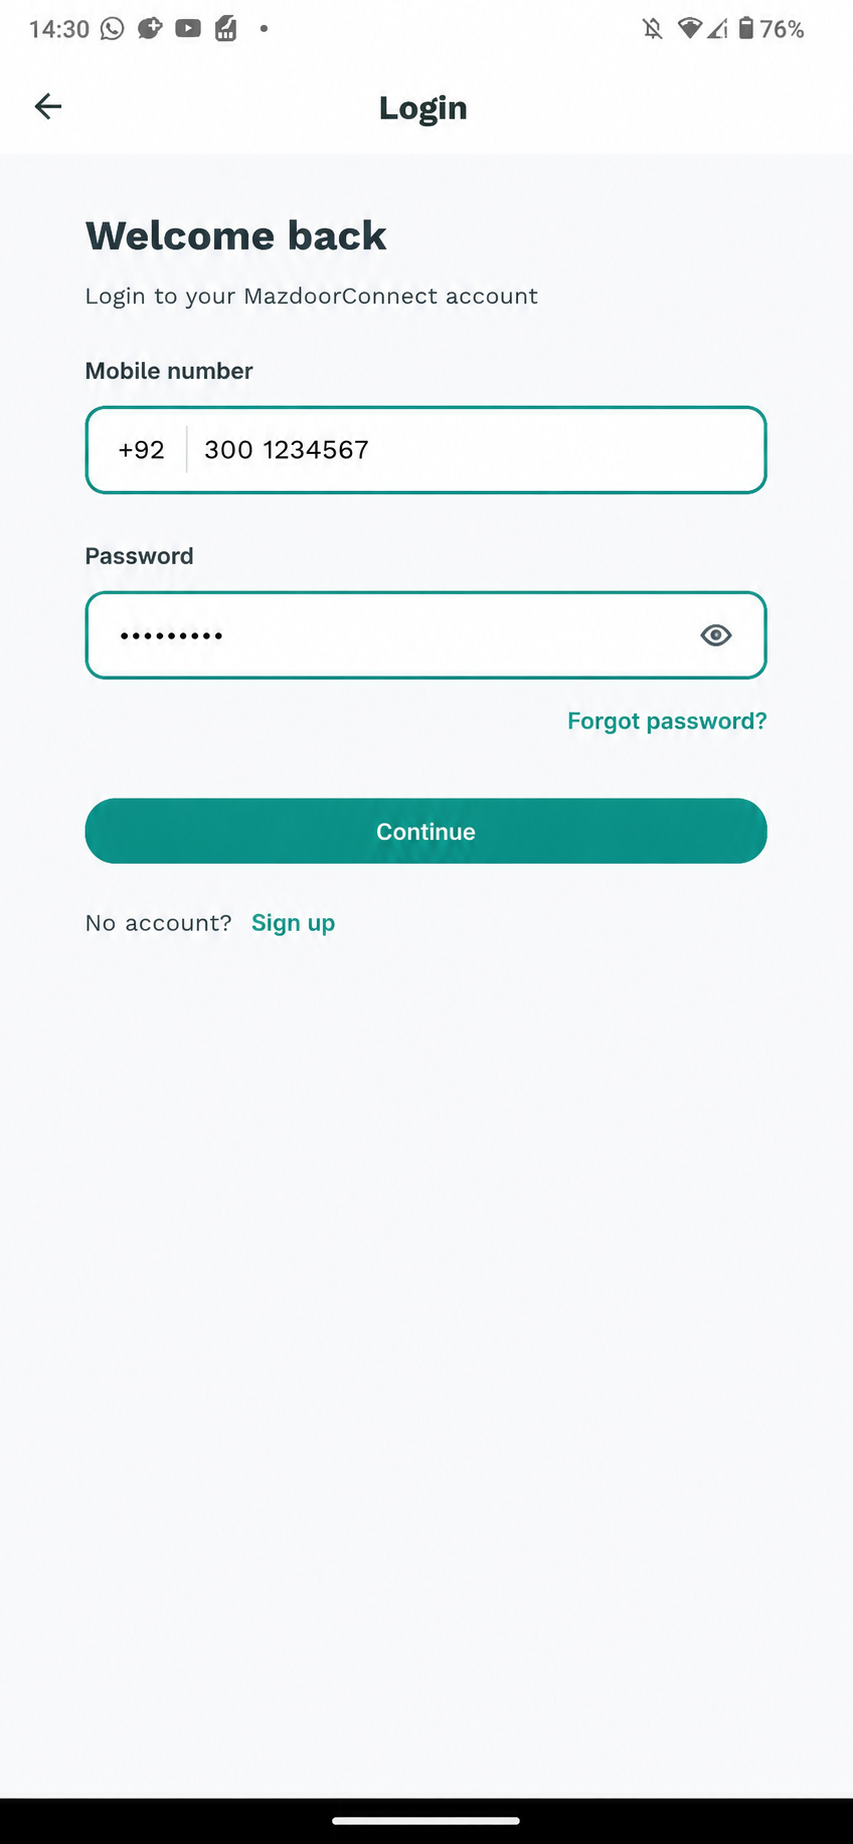 14:30 76%
Login
Welcome back
Login to your MazdoorConnect account
Mobile number
+92 300 1234567
Password
•••••••••
Forgot password?
Continue
No account? Sign up